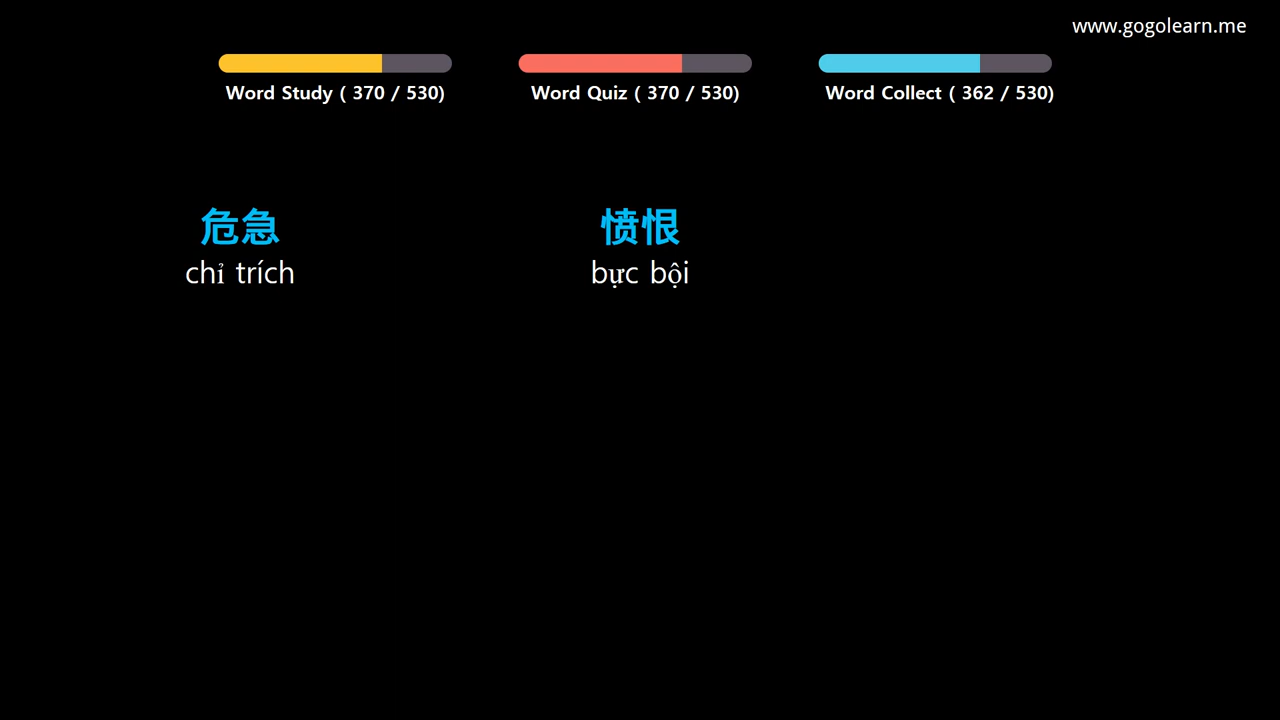 www.gogolearn.me
Word Study ( 370 / 530)
Word Quiz ( 370 / 530)
Word Collect ( 362 / 530)
危急
chỉ trích
愤恨
bực bội